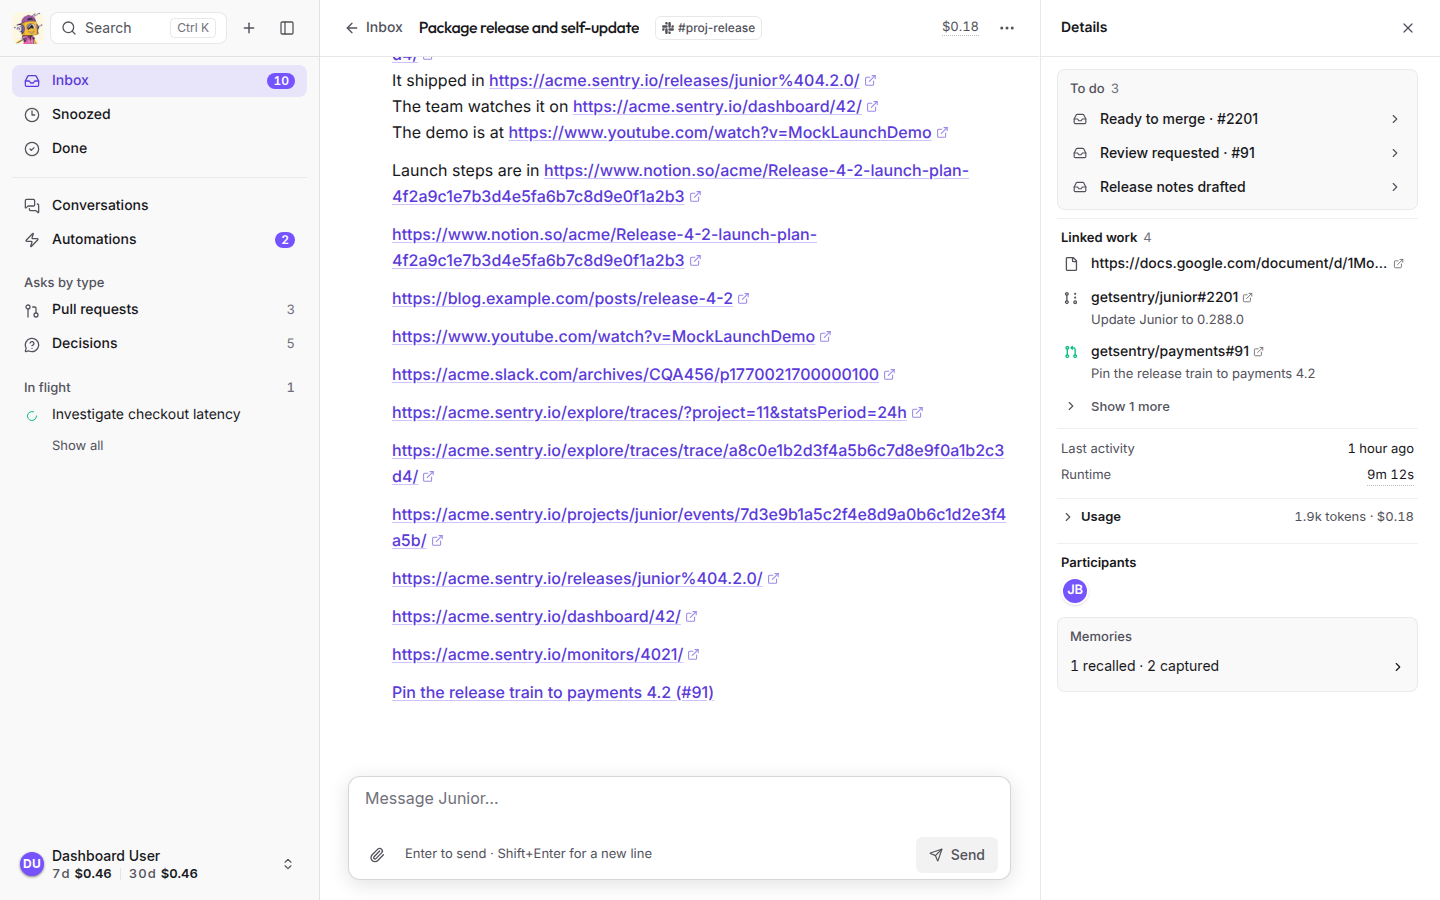 Search
Ctrl K
Inbox
10
Snoozed
Done
Conversations
Automations
2
Asks by type
Pull requests
3
Decisions
5
In flight
1
Investigate checkout latency
Show all
DU
Dashboard User
7d $0.46 30d $0.46
Inbox
Package release and self-update
#proj-release
$0.18
d4/
It shipped in https://acme.sentry.io/releases/junior%404.2.0/
The team watches it on https://acme.sentry.io/dashboard/42/
The demo is at https://www.youtube.com/watch?v=MockLaunchDemo
Launch steps are in https://www.notion.so/acme/Release-4-2-launch-plan-
4f2a9c1e7b3d4e5fa6b7c8d9e0f1a2b3
https://www.notion.so/acme/Release-4-2-launch-plan-
4f2a9c1e7b3d4e5fa6b7c8d9e0f1a2b3
https://blog.example.com/posts/release-4-2
https://www.youtube.com/watch?v=MockLaunchDemo
https://acme.slack.com/archives/CQA456/p1770021700000100
https://acme.sentry.io/explore/traces/?project=11&statsPeriod=24h
https://acme.sentry.io/explore/traces/trace/a8c0e1b2d3f4a5b6c7d8e9f0a1b2c3
d4/
https://acme.sentry.io/projects/junior/events/7d3e9b1a5c2f4e8d9a0b6c1d2e3f4
a5b/
https://acme.sentry.io/releases/junior%404.2.0/
https://acme.sentry.io/dashboard/42/
https://acme.sentry.io/monitors/4021/
Pin the release train to payments 4.2 (#91)
Message Junior...
Enter to send · Shift+Enter for a new line
Send
Details
To do 3
Ready to merge · #2201
Review requested · #91
Release notes drafted
Linked work 4
https://docs.google.com/document/d/1Mo...
getsentry/junior#2201
Update Junior to 0.288.0
getsentry/payments#91
Pin the release train to payments 4.2
Show 1 more
Last activity
1 hour ago
Runtime
9m 12s
Usage
1.9k tokens · $0.18
Participants
JB
Memories
1 recalled · 2 captured